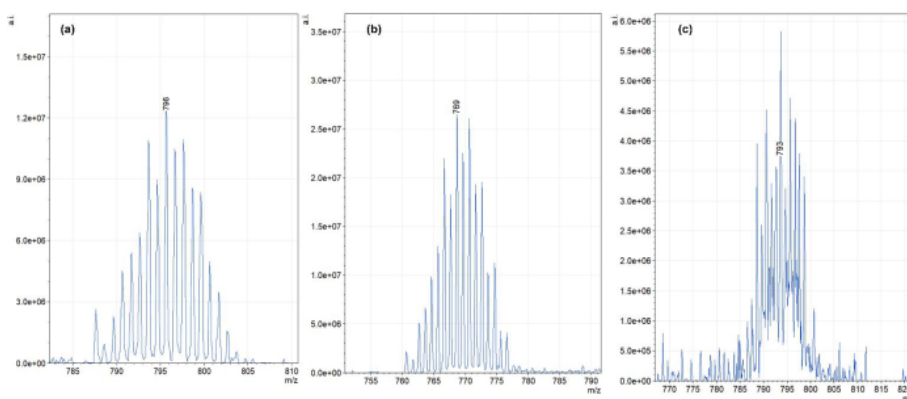 a.i.
(a)
1.5e+07
1.2e+07
9.0e+06
6.0e+06
3.0e+06
0.0e+00
796
785 790 795 800 805 810
m/z
a.i.
(b)
3.5e+07
3.0e+07
2.5e+07
2.0e+07
1.5e+07
1.0e+07
5.0e+06
0.0e+00
769
755 760 765 770 775 780 785 790
m/z
a.i.
(c)
6.0e+06
5.5e+06
5.0e+06
4.5e+06
4.0e+06
3.5e+06
3.0e+06
2.5e+06
2.0e+06
1.5e+06
1.0e+06
5.0e+05
0.0e+00
793
770 775 780 785 790 795 800 805 810 815